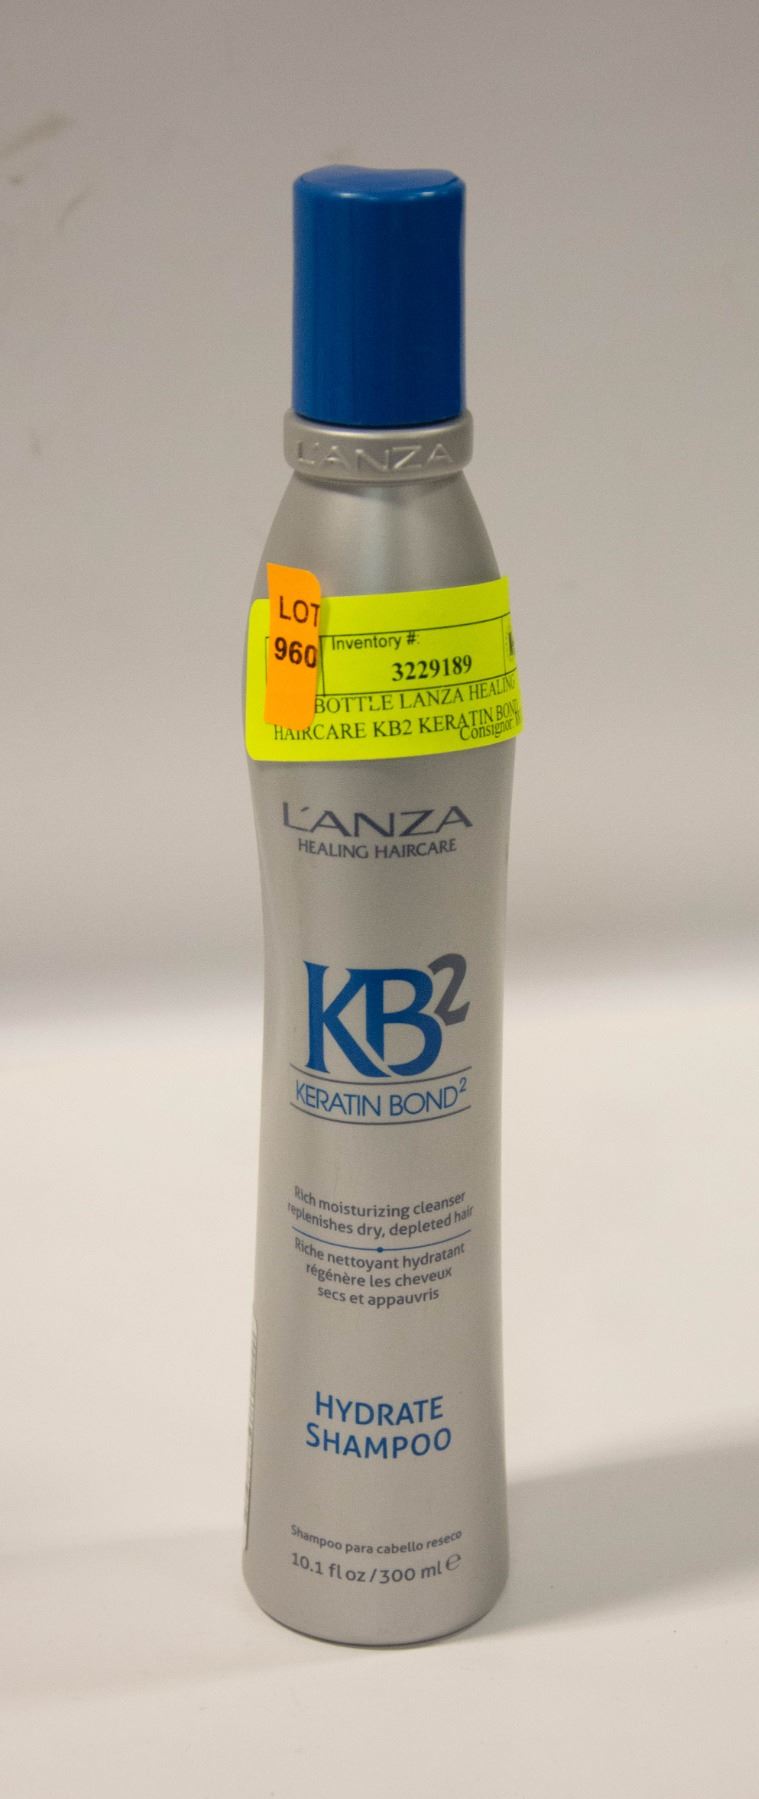 L'ANZA
LOT
960
Inventory #:
3229189
BOTTLE LANZA HEALING
HAIRCARE KB2 KERATIN BOND
Consignor
L'ANZA
HEALING HAIRCARE
KB2
KERATIN BOND2
Rich moisturizing cleanser
replenishes dry, depleted hair
Riche nettoyant hydratant
régénère les cheveux
secs et appauvris
HYDRATE
SHAMPOO
Shampoo para cabello reseco
10.1 fl oz / 300 ml e